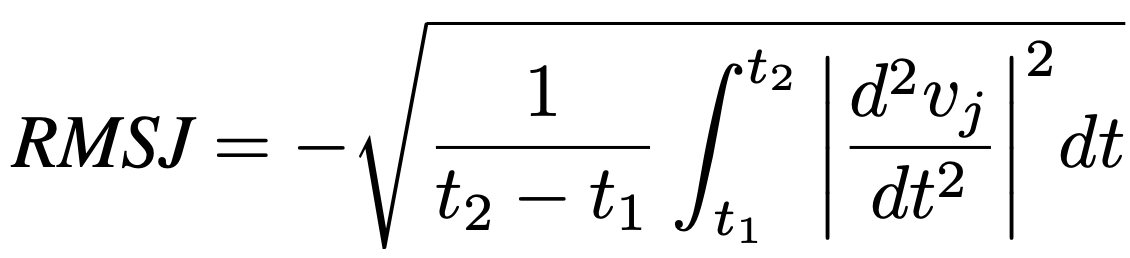 RMSJ = -\sqrt{\frac{1}{t_2 - t_1} \int_{t_1}^{t_2} \left| \frac{d^2 v_j}{dt^2} \right|^2 dt}